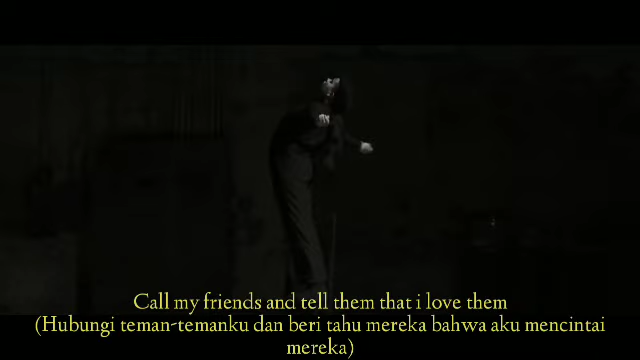 Call my friends and tell them that i love them
(Hubungi teman-temanku dan beri tahu mereka bahwa aku mencintai
mereka)